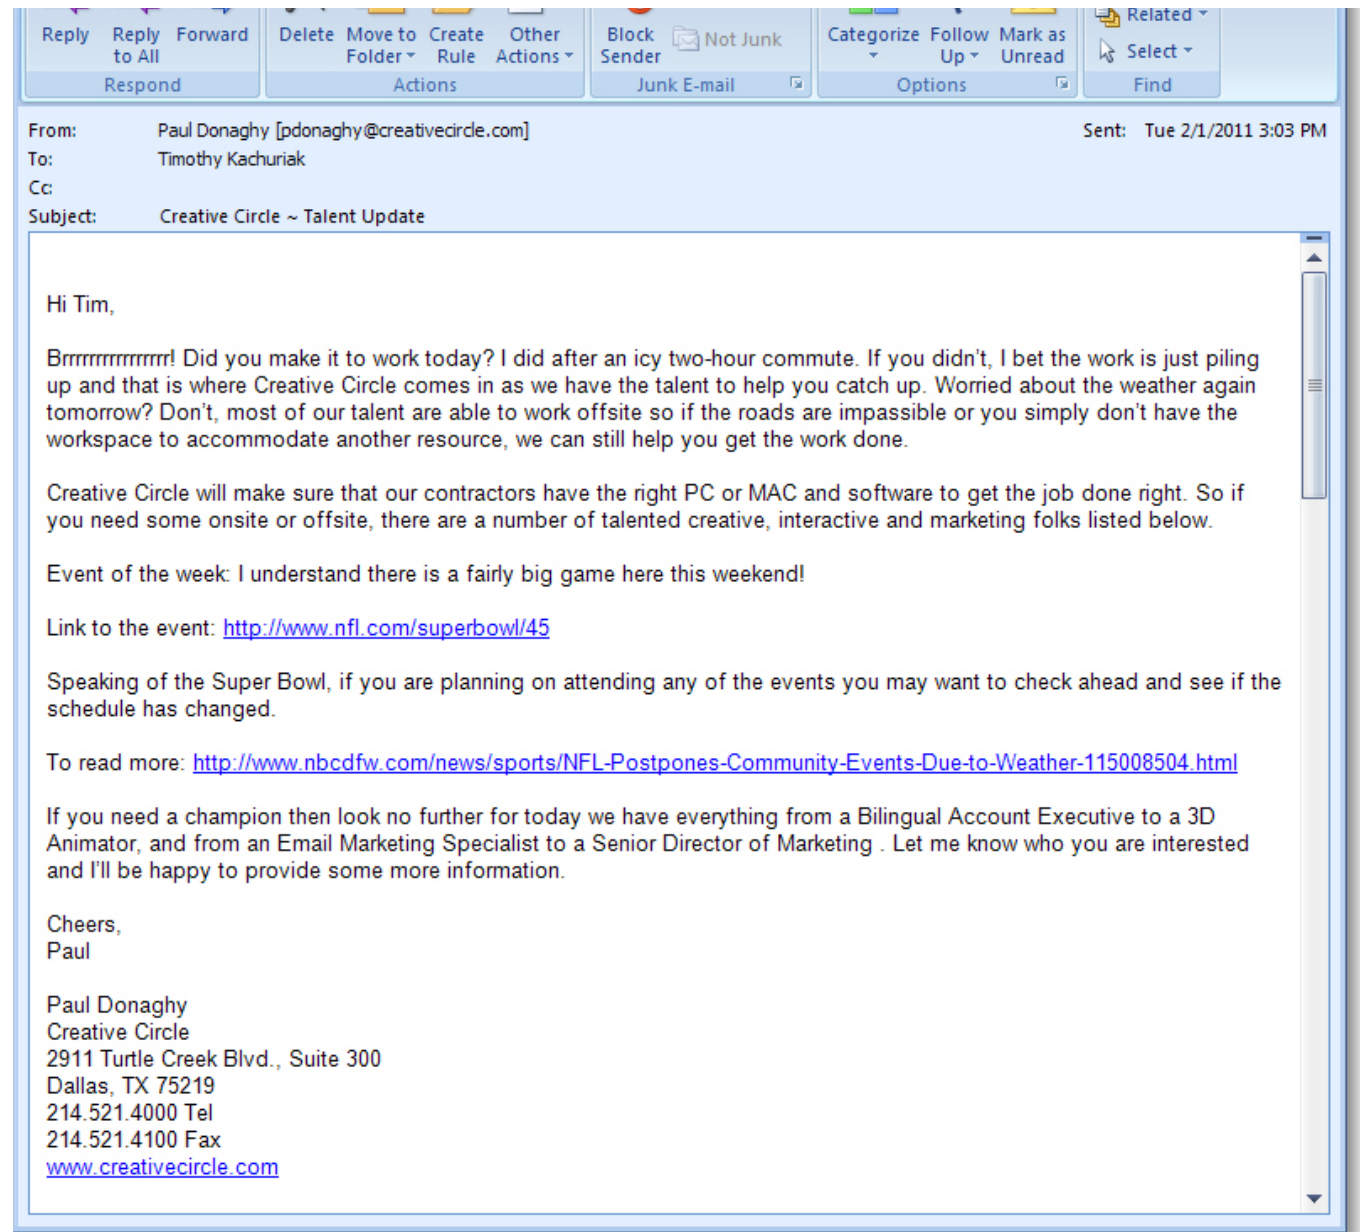 Reply Reply to All Forward Delete Move to Folder Create Rule Other Actions Block Sender Not Junk Categorize Follow Up Mark as Unread Related Select
Respond Actions Junk E-mail Options Find
From: Paul Donaghy [pdonaghy@creativecircle.com] Sent: Tue 2/1/2011 3:03 PM
To: Timothy Kachuriak
Cc:
Subject: Creative Circle ~ Talent Update
Hi Tim,
Brrrrrrrrrrrrrrrr! Did you make it to work today? I did after an icy two-hour commute. If you didn't, I bet the work is just piling
up and that is where Creative Circle comes in as we have the talent to help you catch up. Worried about the weather again
tomorrow? Don't, most of our talent are able to work offsite so if the roads are impassible or you simply don't have the
workspace to accommodate another resource, we can still help you get the work done.
Creative Circle will make sure that our contractors have the right PC or MAC and software to get the job done right. So if
you need some onsite or offsite, there are a number of talented creative, interactive and marketing folks listed below.
Event of the week: I understand there is a fairly big game here this weekend!
Link to the event: http://www.nfl.com/superbowl/45
Speaking of the Super Bowl, if you are planning on attending any of the events you may want to check ahead and see if the
schedule has changed.
To read more: http://www.nbcdfw.com/news/sports/NFL-Postpones-Community-Events-Due-to-Weather-115008504.html
If you need a champion then look no further for today we have everything from a Bilingual Account Executive to a 3D
Animator, and from an Email Marketing Specialist to a Senior Director of Marketing . Let me know who you are interested
and I'll be happy to provide some more information.
Cheers,
Paul
Paul Donaghy
Creative Circle
2911 Turtle Creek Blvd., Suite 300
Dallas, TX 75219
214.521.4000 Tel
214.521.4100 Fax
www.creativecircle.com